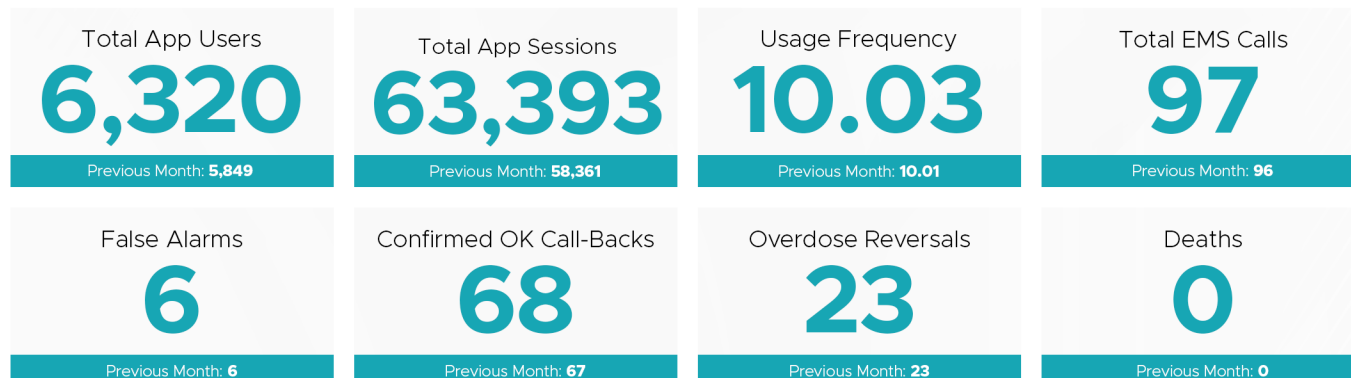 Total App Users
6,320
Previous Month: 5,849
Total App Sessions
63,393
Previous Month: 58,361
Usage Frequency
10.03
Previous Month: 10.01
Total EMS Calls
97
Previous Month: 96
False Alarms
6
Previous Month: 6
Confirmed OK Call-Backs
68
Previous Month: 67
Overdose Reversals
23
Previous Month: 23
Deaths
0
Previous Month: 0